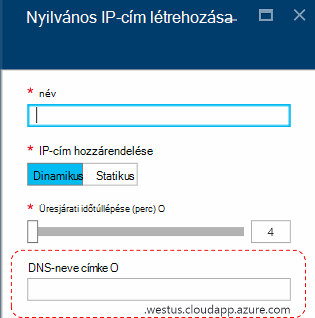 Nyilvános IP-cím létrehozása
* név
* IP-cím hozzárendelése
Dinamikus Statikus
* Üresjárati időtúllépése (perc) O
4
DNS-neve címke O
.westus.cloudapp.azure.com